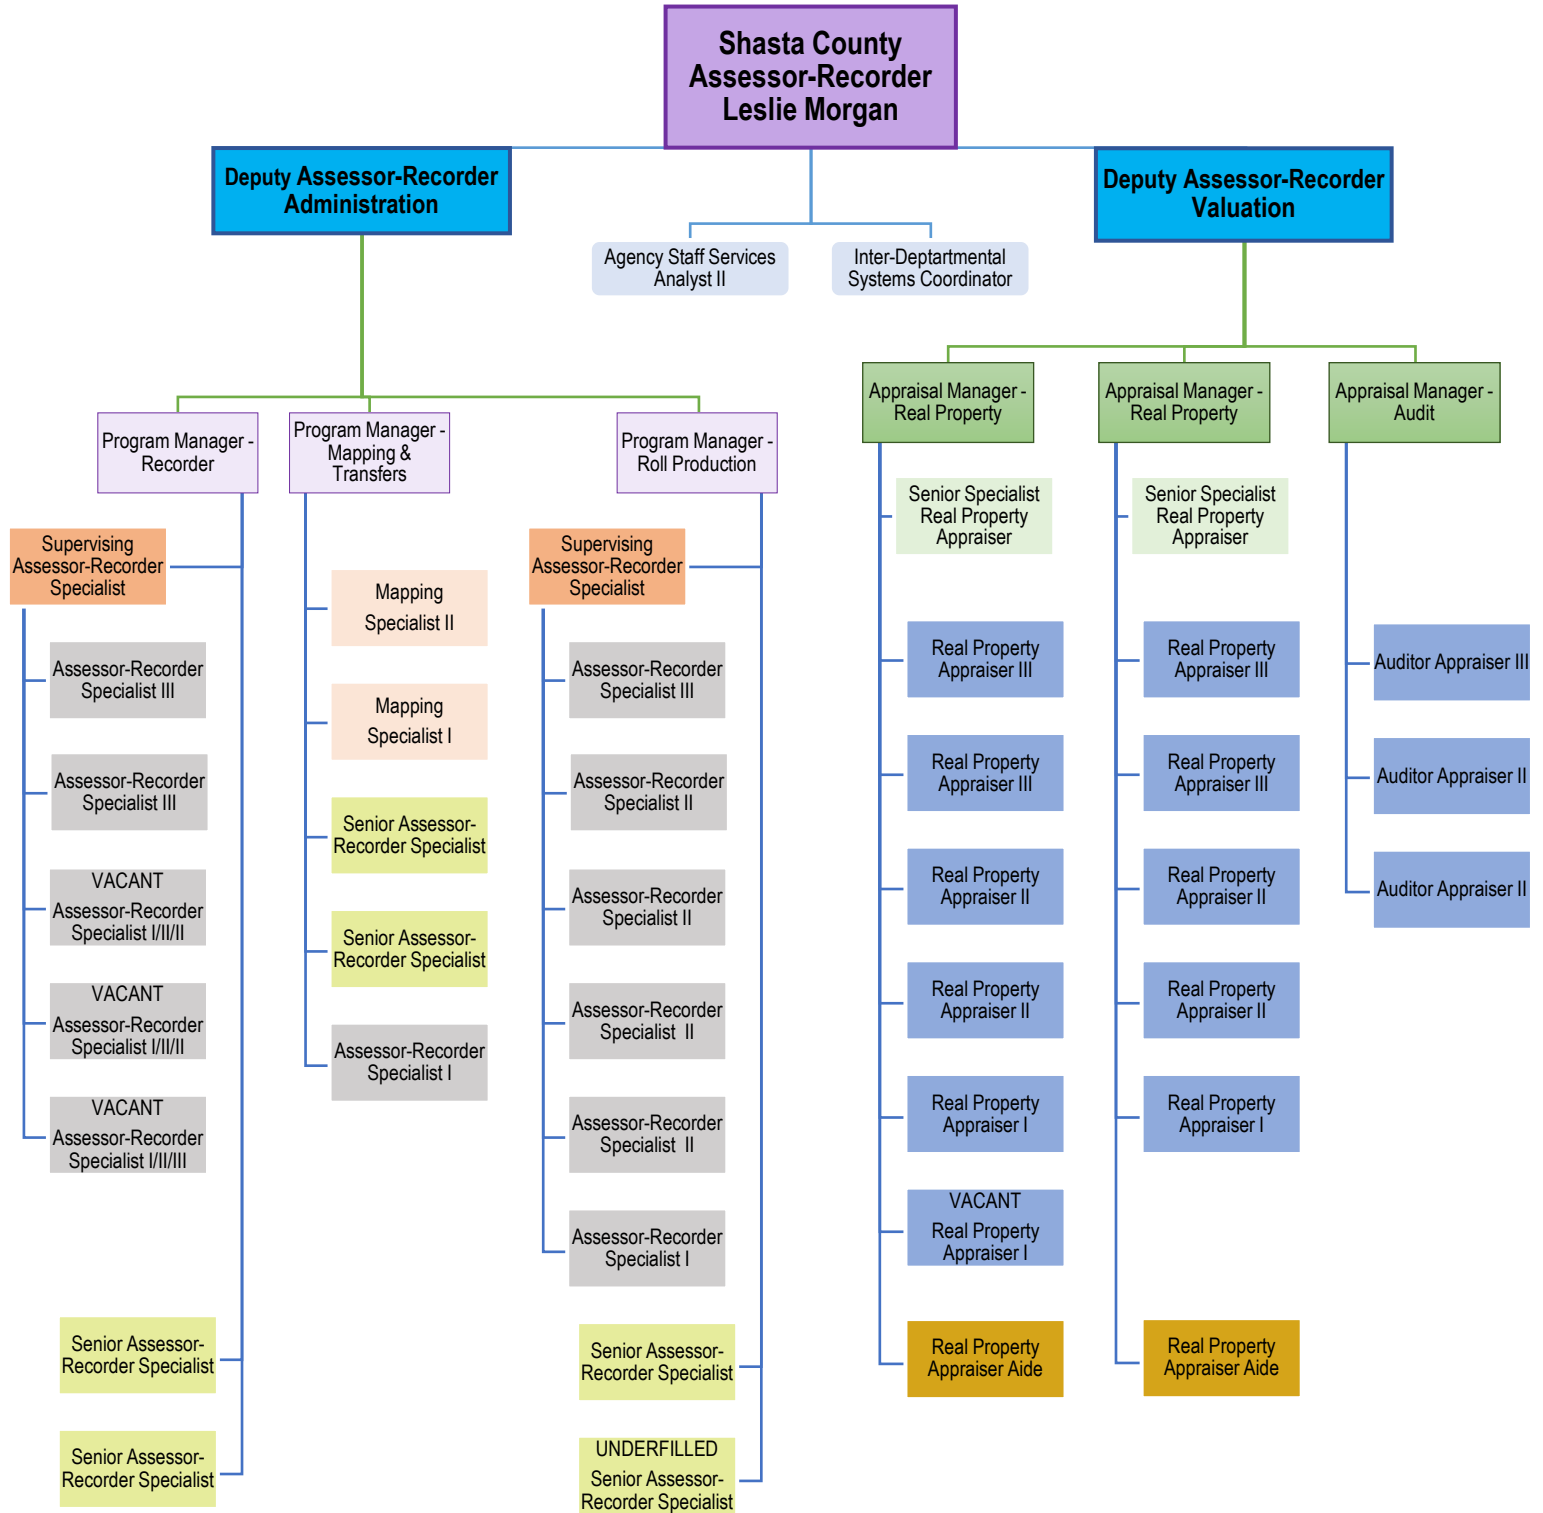 Shasta County
Assessor-Recorder
Leslie Morgan
Deputy Assessor-Recorder
Administration
Deputy Assessor-Recorder
Valuation
Agency Staff Services
Analyst II
Inter-Deptartmental
Systems Coordinator
Program Manager -
Recorder
Program Manager -
Mapping &
Transfers
Program Manager -
Roll Production
Appraisal Manager -
Real Property
Appraisal Manager -
Real Property
Appraisal Manager -
Audit
Supervising
Assessor-Recorder
Specialist
Assessor-Recorder
Specialist III
Assessor-Recorder
Specialist III
VACANT
Assessor-Recorder
Specialist I/II/II
VACANT
Assessor-Recorder
Specialist I/II/II
VACANT
Assessor-Recorder
Specialist I/II/III
Senior Assessor-
Recorder Specialist
Senior Assessor-
Recorder Specialist
Mapping
Specialist II
Mapping
Specialist I
Senior Assessor-
Recorder Specialist
Senior Assessor-
Recorder Specialist
Assessor-Recorder
Specialist I
Supervising
Assessor-Recorder
Specialist
Assessor-Recorder
Specialist III
Assessor-Recorder
Specialist II
Assessor-Recorder
Specialist II
Assessor-Recorder
Specialist II
Assessor-Recorder
Specialist II
Assessor-Recorder
Specialist I
Senior Assessor-
Recorder Specialist
UNDERFILLED
Senior Assessor-
Recorder Specialist
Senior Specialist
Real Property
Appraiser
Real Property
Appraiser III
Real Property
Appraiser III
Real Property
Appraiser II
Real Property
Appraiser II
Real Property
Appraiser I
VACANT
Real Property
Appraiser I
Real Property
Appraiser Aide
Senior Specialist
Real Property
Appraiser
Real Property
Appraiser III
Real Property
Appraiser III
Real Property
Appraiser II
Real Property
Appraiser II
Real Property
Appraiser I
Real Property
Appraiser Aide
Auditor Appraiser III
Auditor Appraiser II
Auditor Appraiser II